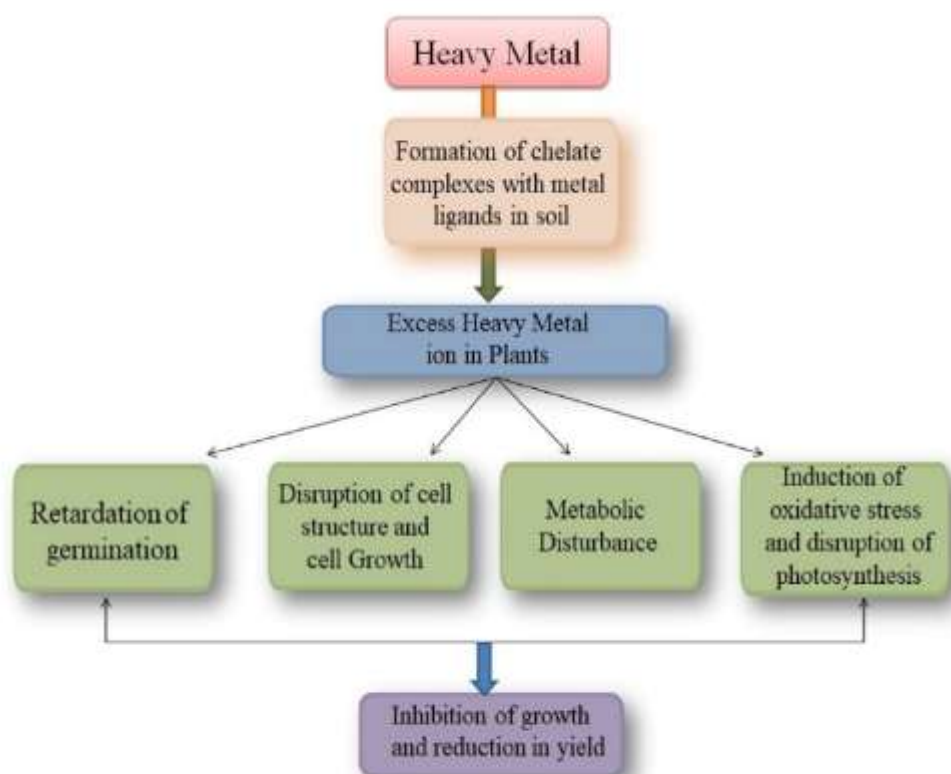 Heavy Metal
Formation of chelate
complexes with metal
ligands in soil
Excess Heavy Metal
ion in Plants
Retardation of
germination
Disruption of cell
structure and
cell Growth
Metabolic
Disturbance
Induction of
oxidative stress
and disruption of
photosynthesis
Inhibition of growth
and reduction in yield